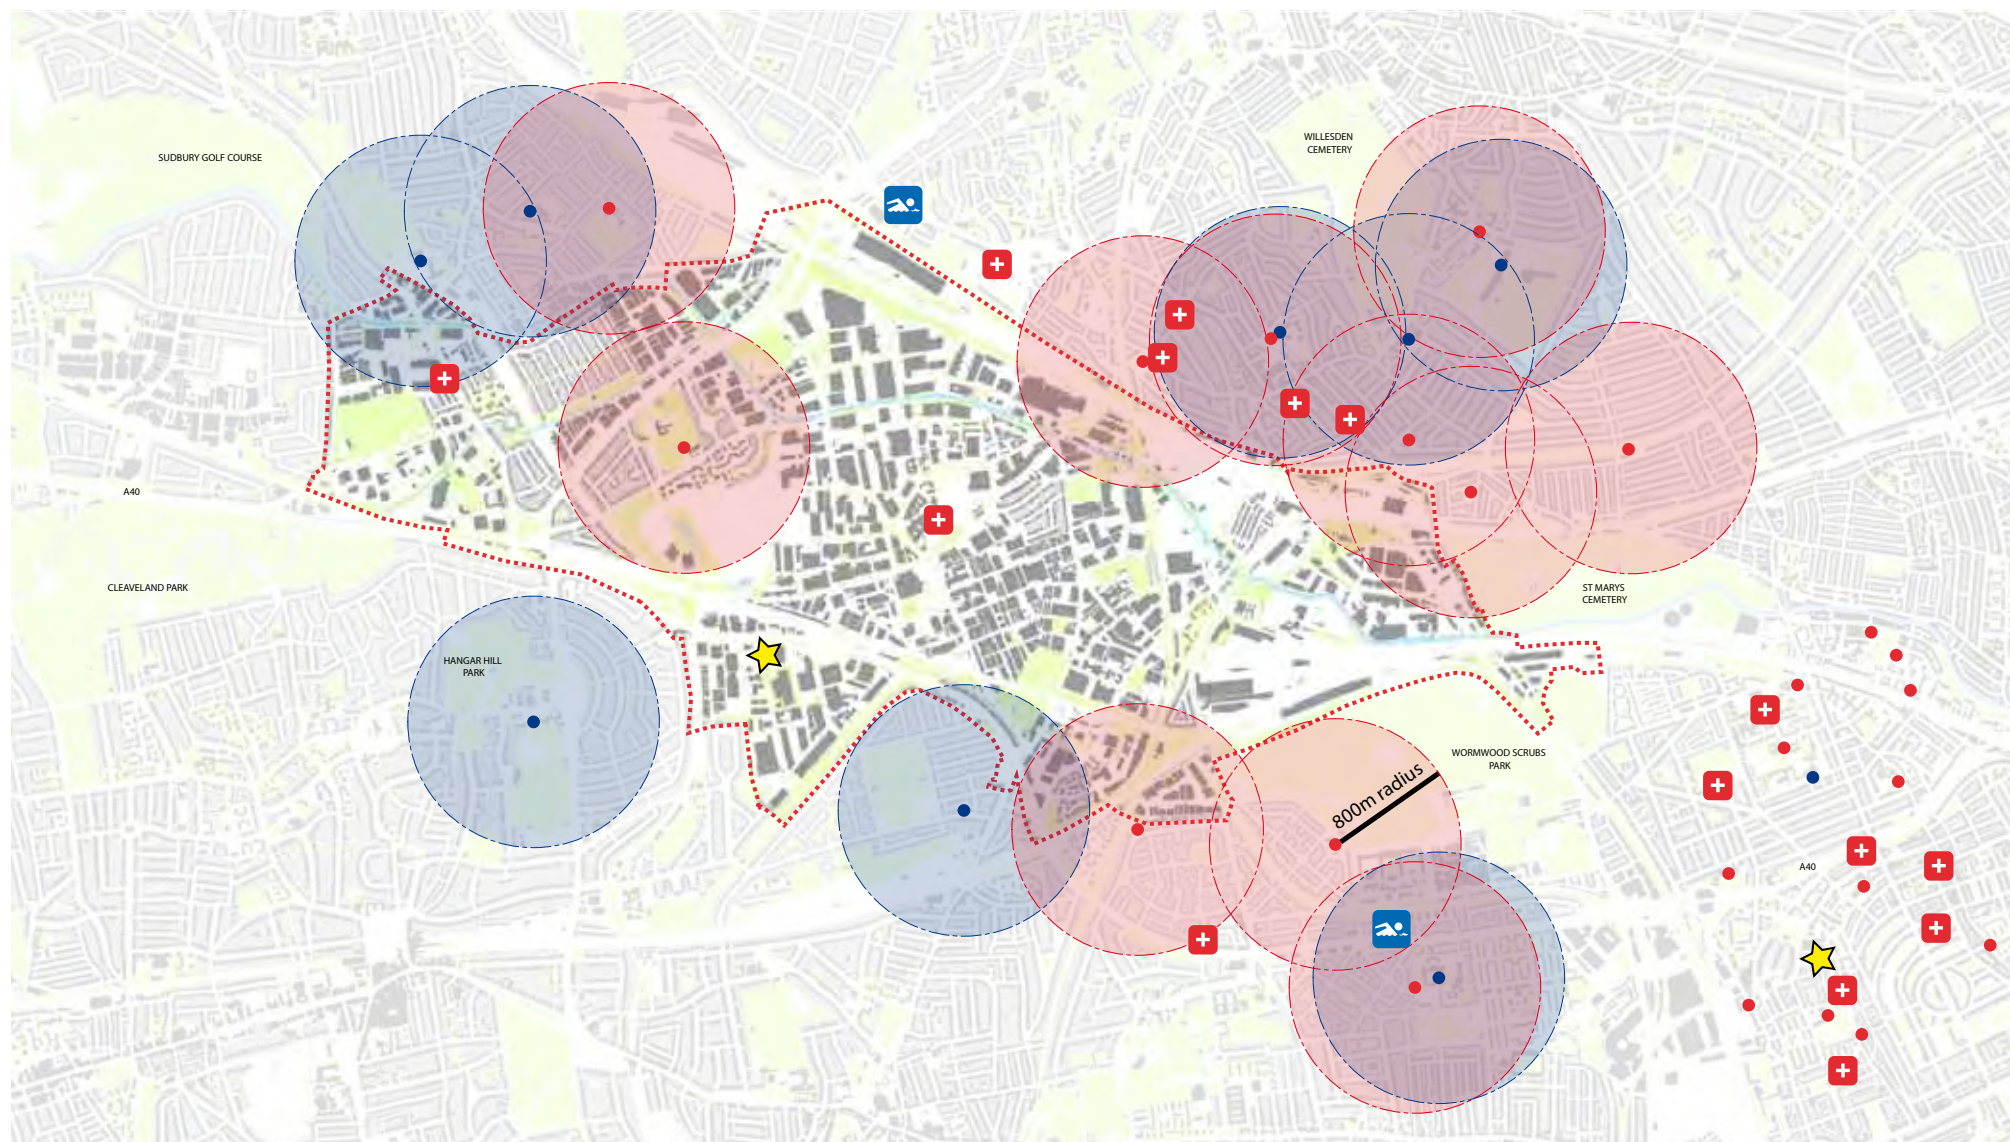 WILLESDEN
CEMETERY
SUDBURY GOLF COURSE
A40
CLEAVELAND PARK
ST MARYS
CEMETERY
HANGAR HILL
PARK
WORMWOOD SCRUBS
PARK
800m radius
A40